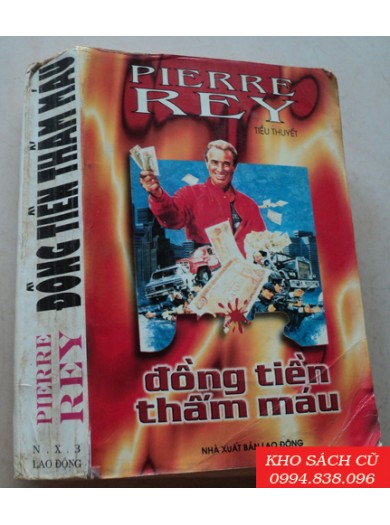 PIERRE
REY
TIỂU THUYẾT
đồng tiền
thấm máu
NHÀ XUẤT BẢN LAO ĐỘNG
PIERRE
REY
ĐỒNG TIỀN THẤM MÁU
N.X.3
LAO ĐỘNG
KHO SÁCH CŨ
0994.838.096